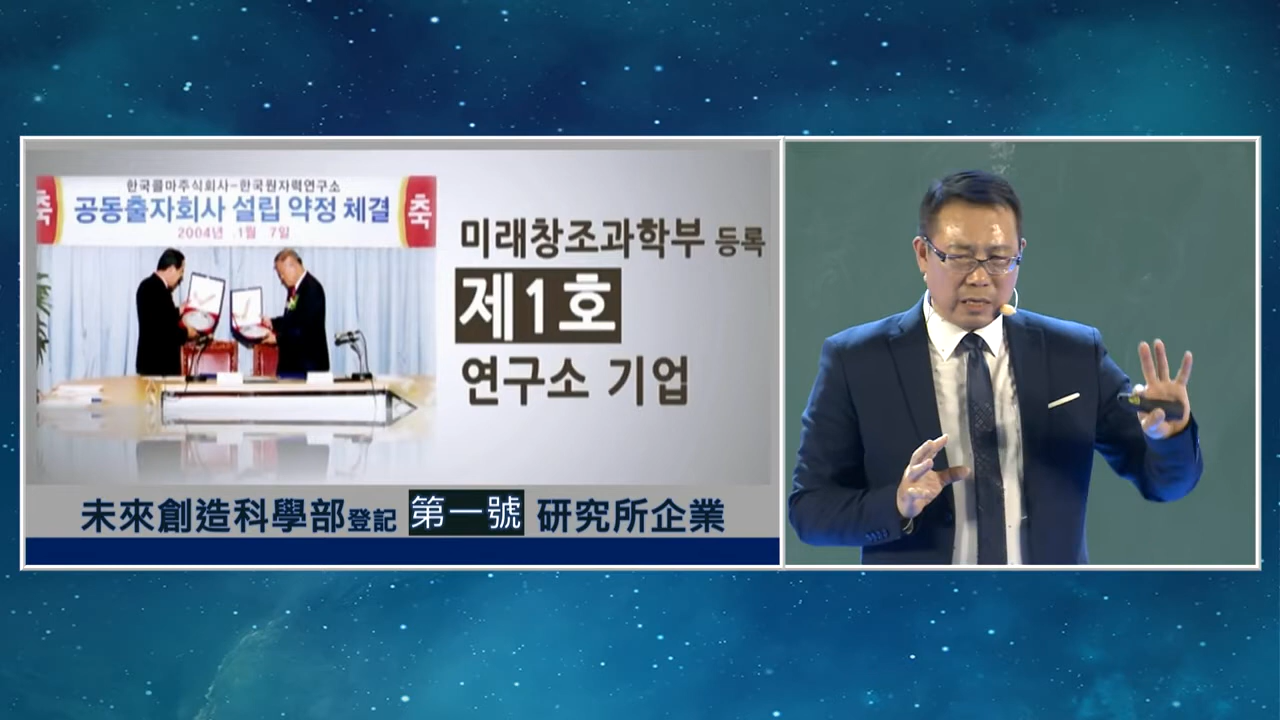 한국콜마주식회사-한국원자력연구소
축 공동출자회사 설립 약정 체결 축
2004년 1월 7일
미래창조과학부 등록
제1호
연구소 기업
未來創造科學部登記 第一號 研究所企業